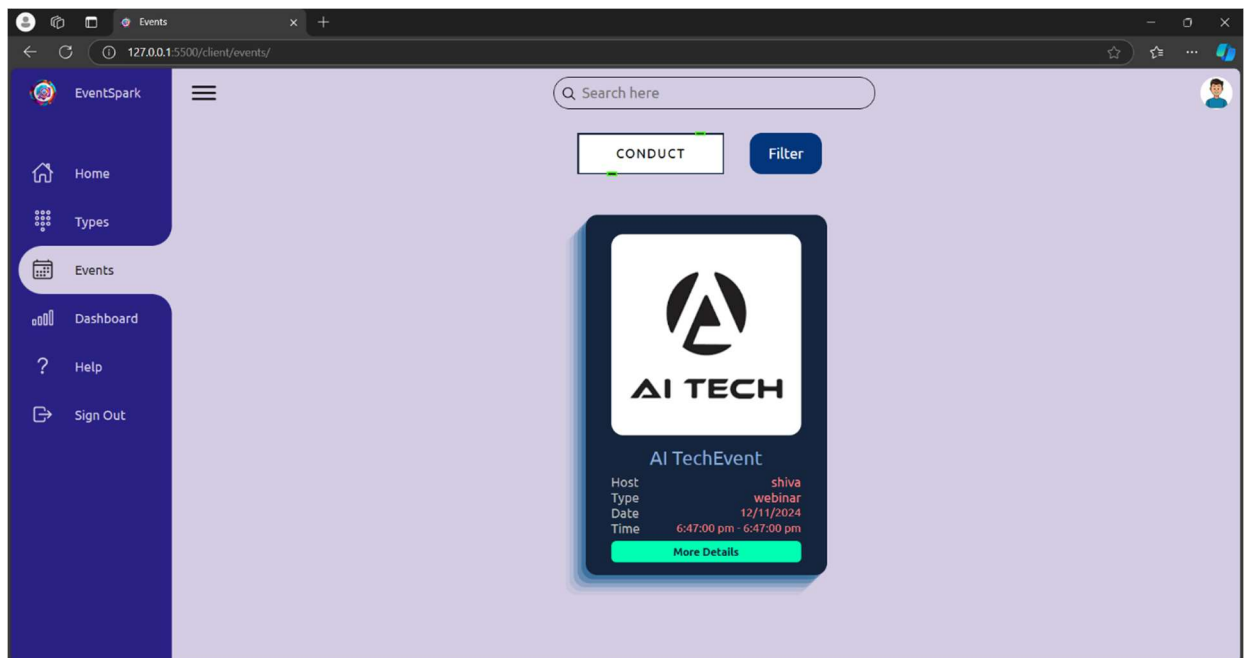 Events
127.0.0.1:5500/client/events/
EventSpark
Search here
CONDUCT
Filter
Home
Types
Events
Dashboard
Help
Sign Out
AI TECH
AI TechEvent
Host shiva
Type webinar
Date 12/11/2024
Time 6:47:00 pm - 6:47:00 pm
More Details